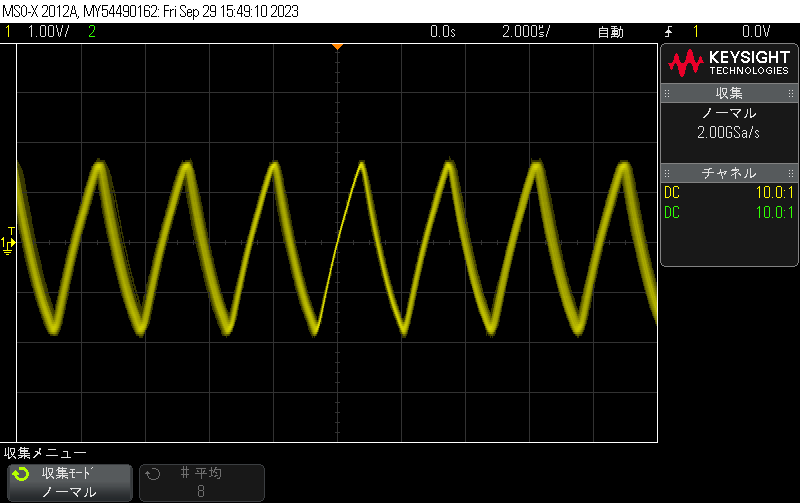 MSO-X 2012A, MY54490162: Fri Sep 29 15:49:10 2023
1 1.00V/ 2 0.0s 2.000s/ 自動 1 0.0V
KEYSIGHT
TECHNOLOGIES
収集
ノーマル
2.00GSa/s
チャネル
DC 10.0:1
DC 10.0:1
T
1
収集メニュー
収集ﾓｰﾄﾞ
ノーマル
# 平均
8